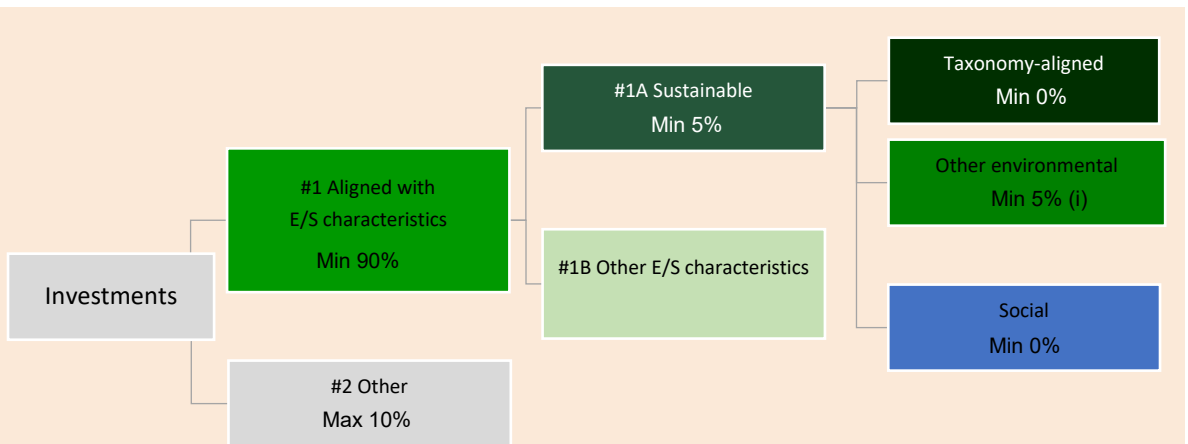 Investments
#1 Aligned with
E/S characteristics
Min 90%
#2 Other
Max 10%
#1A Sustainable
Min 5%
#1B Other E/S characteristics
Taxonomy-aligned
Min 0%
Other environmental
Min 5% (i)
Social
Min 0%